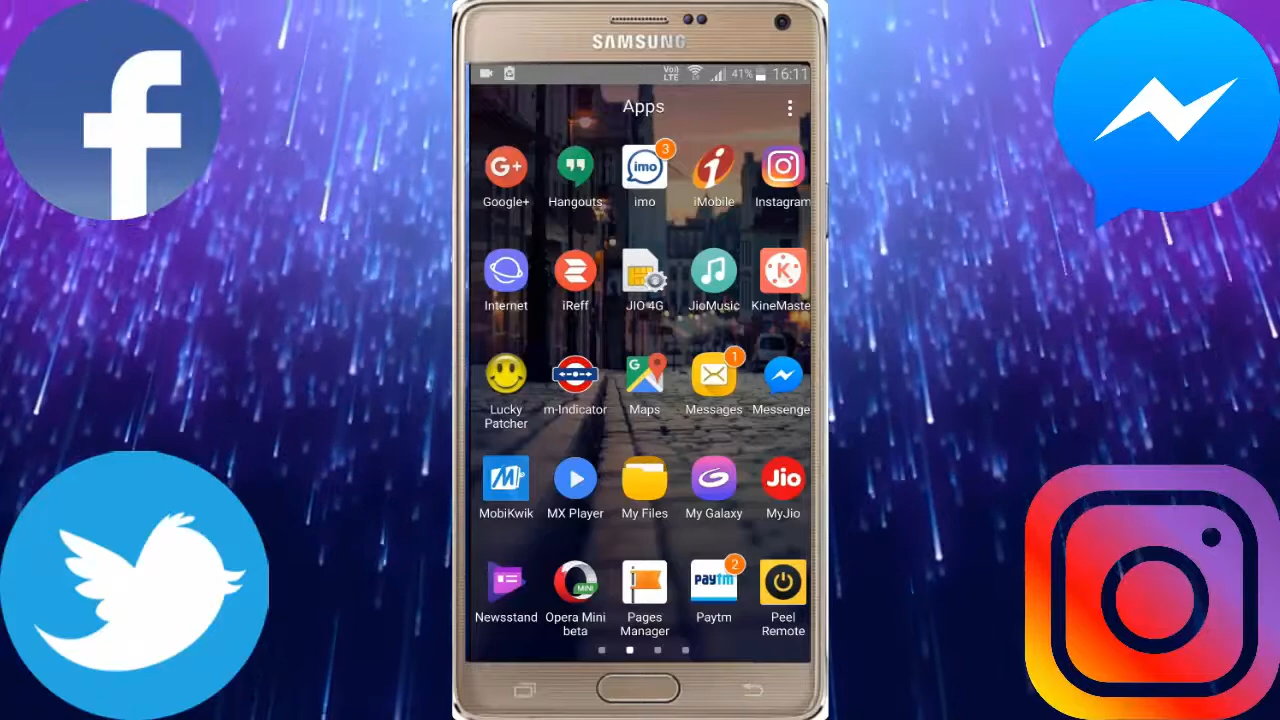 SAMSUNG
Vo)
LTE
41%
16:11
Apps
G+
3
imo
Google+
Hangouts
imo
iMobile
Instagram
K
Internet
iReff
JIO 4G
JioMusic
KineMaste
G
1
Lucky
Patcher
m-Indicator
Maps
Messages
Messenge
Jio
MobiKwik
MX Player
My Files
My Galaxy
MyJio
MINI
paytm
2
Newsstand
Opera Mini
beta
Pages
Manager
Paytm
Peel
Remote